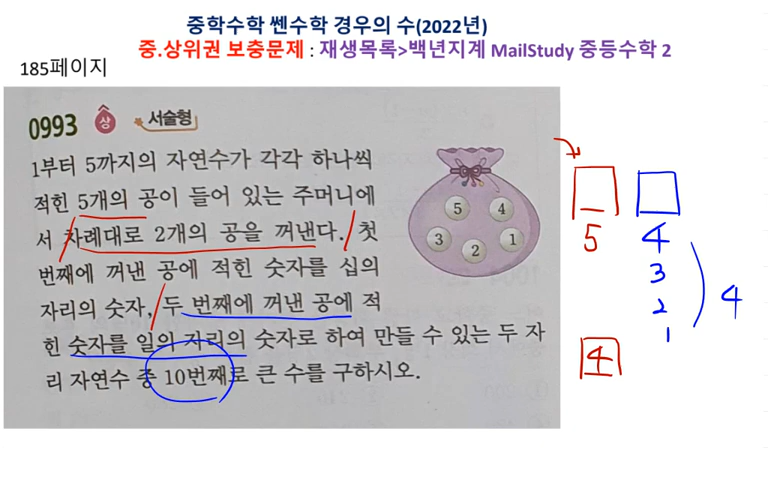 중학수학 쎈수학 경우의 수(2022년)
중.상위권 보충문제 : 재생목록>백년지계 MailStudy 중등수학 2
185페이지
0993 상 서술형
1부터 5까지의 자연수가 각각 하나씩
적힌 5개의 공이 들어 있는 주머니에
서 차례대로 2개의 공을 꺼낸다. 첫
번째에 꺼낸 공에 적힌 숫자를 십의
자리의 숫자, 두 번째에 꺼낸 공에 적
힌 숫자를 일의 자리의 숫자로 하여 만들 수 있는 두 자
리 자연수 중 10번째로 큰 수를 구하시오.
5 4
3 2 1
5 4
3
2 4
1
4